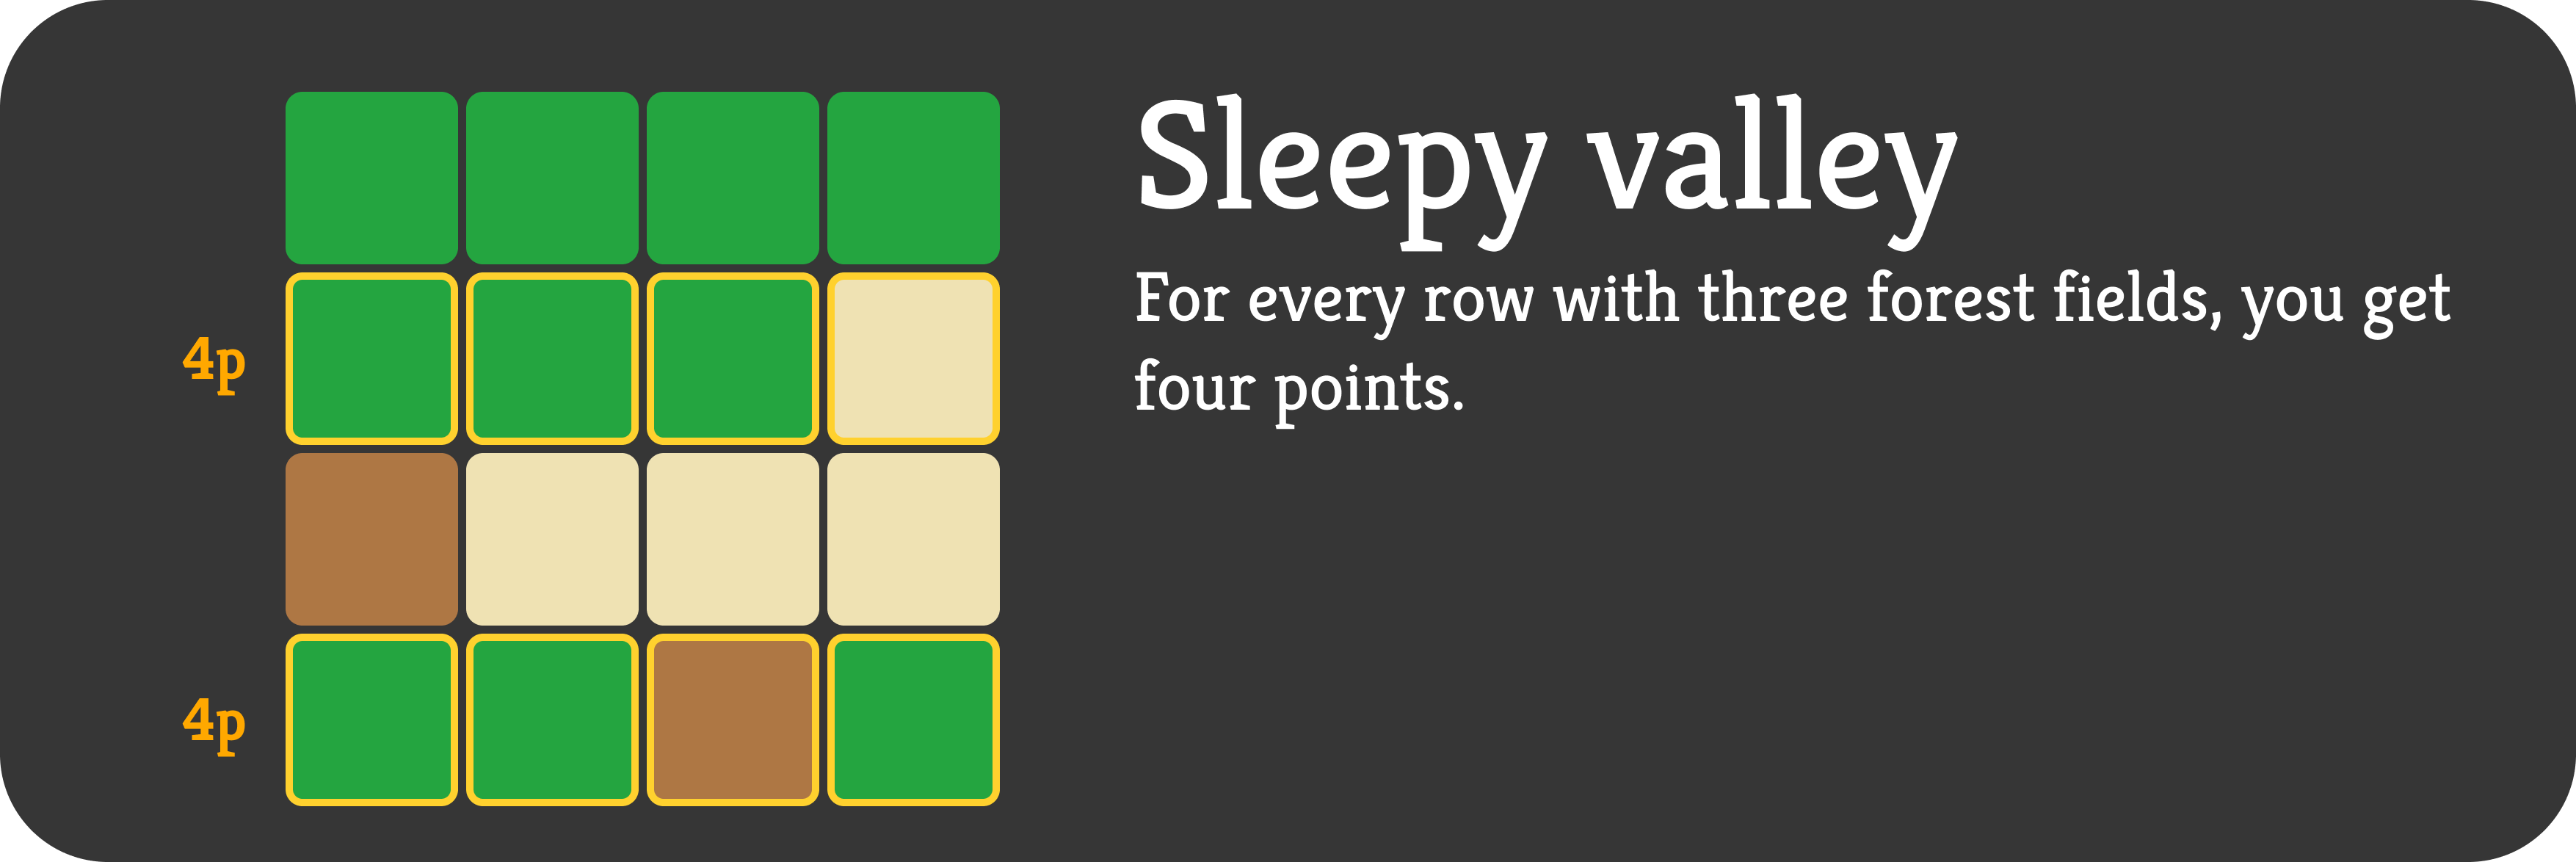 Sleepy valley
For every row with three forest fields, you get
four points.
4p
4p